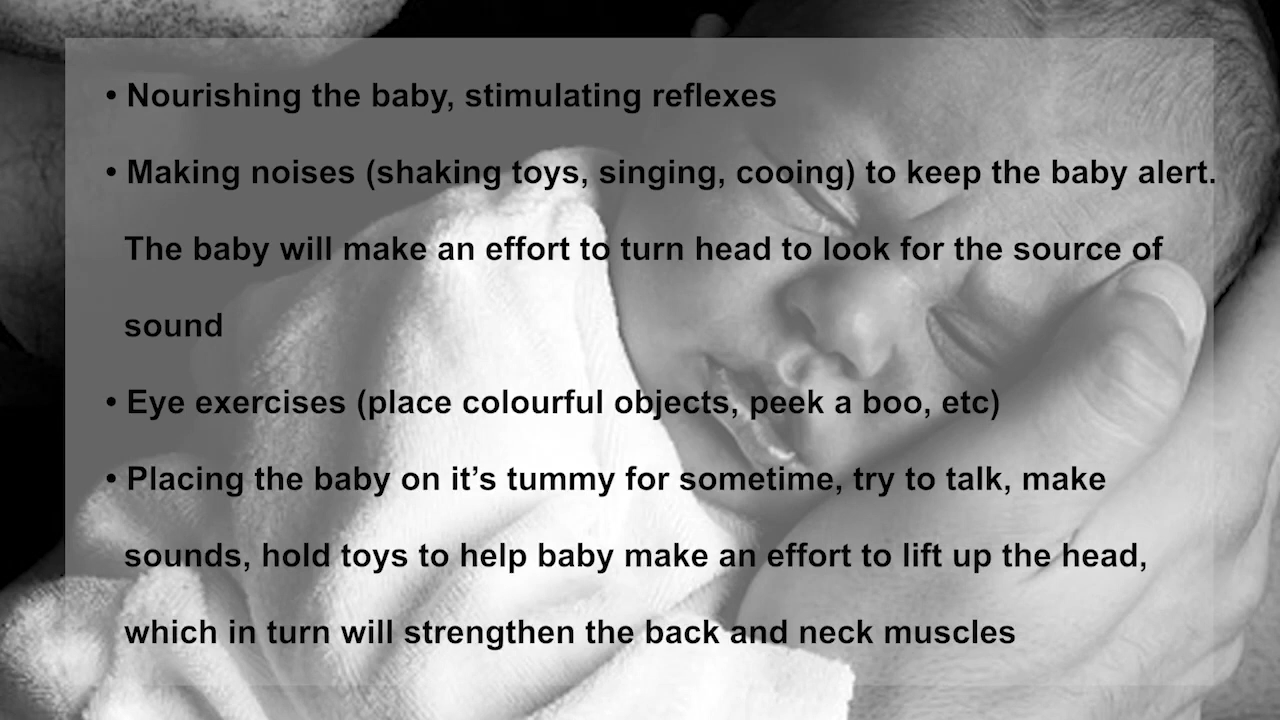 • Nourishing the baby, stimulating reflexes
• Making noises (shaking toys, singing, cooing) to keep the baby alert.
The baby will make an effort to turn head to look for the source of
sound
• Eye exercises (place colourful objects, peek a boo, etc)
• Placing the baby on it’s tummy for sometime, try to talk, make
sounds, hold toys to help baby make an effort to lift up the head,
which in turn will strengthen the back and neck muscles